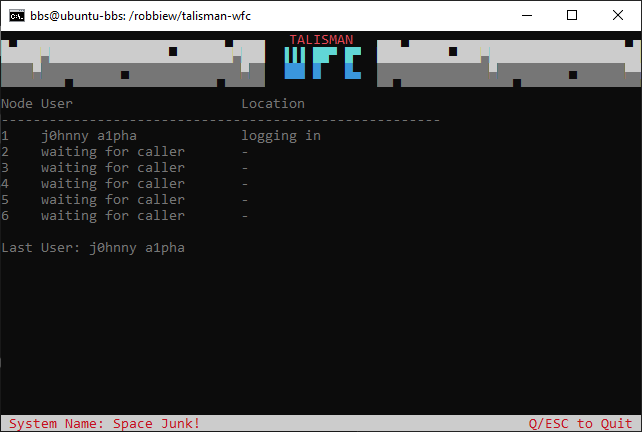 bbs@ubuntu-bbs: /robbiew/talisman-wfc
TALISMAN
WFC
Node User Location
-------------------------------------------------------
1 j0hnny a1pha logging in
2 waiting for caller -
3 waiting for caller -
4 waiting for caller -
5 waiting for caller -
6 waiting for caller -
Last User: j0hnny a1pha
System Name: Space Junk! Q/ESC to Quit